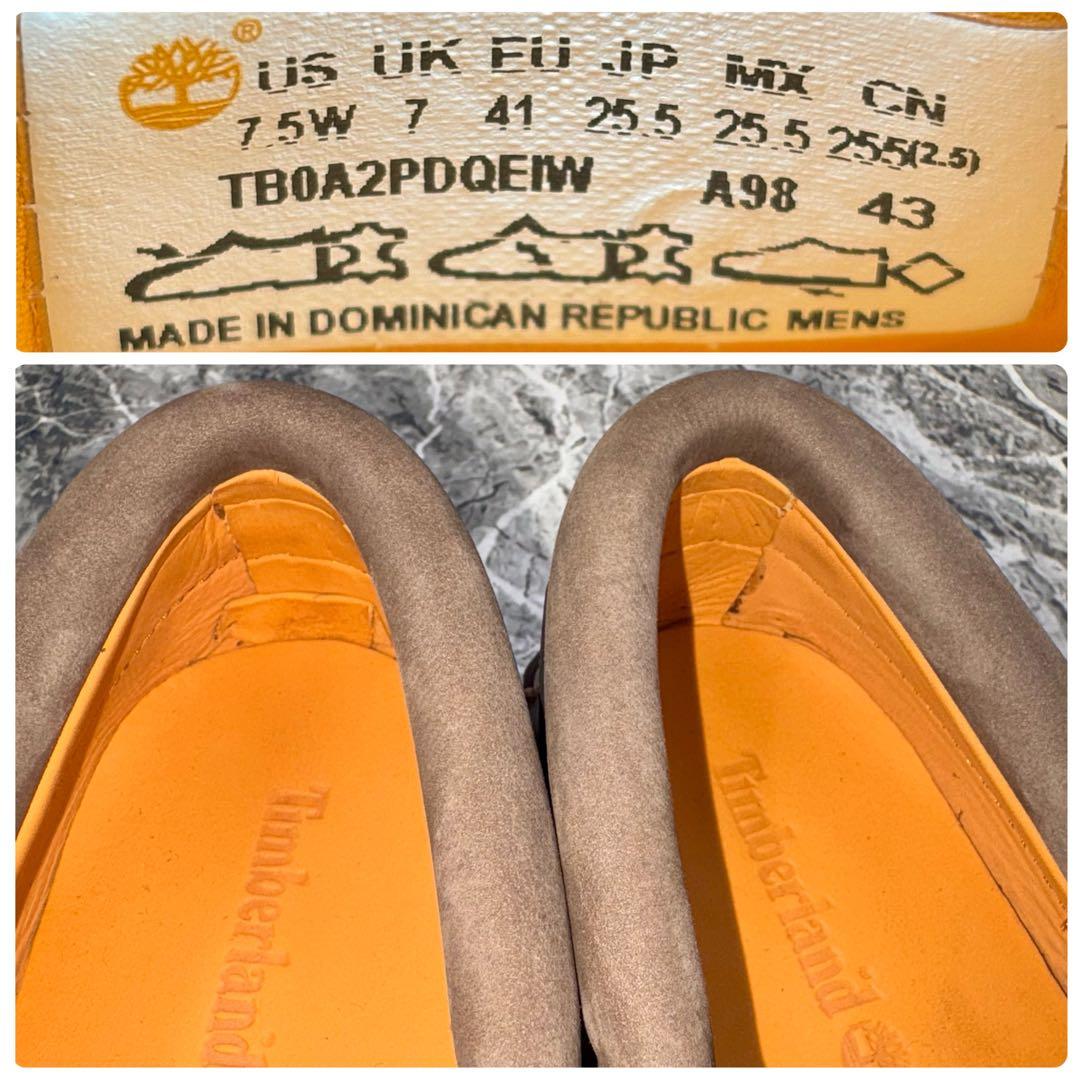 ®
US UK EU JP MX CN
7.5W 7 41 25.5 25.5 255(2.5)
TB0A2PDQEIW A98 43
MADE IN DOMINICAN REPUBLIC MENS
Timberland
Timberland